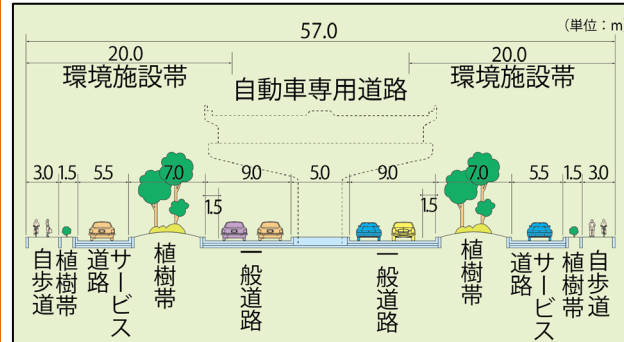 (単位：m)
57.0
20.0
20.0
環境施設帯
自動車専用道路
環境施設帯
3.0
1.5
5.5
7.0
9.0
5.0
9.0
7.0
5.5
1.5
3.0
1.5
1.5
自歩道
植樹帯
サービス
道路
植樹帯
一般道路
一般道路
植樹帯
サービス
道路
植樹帯
自歩道